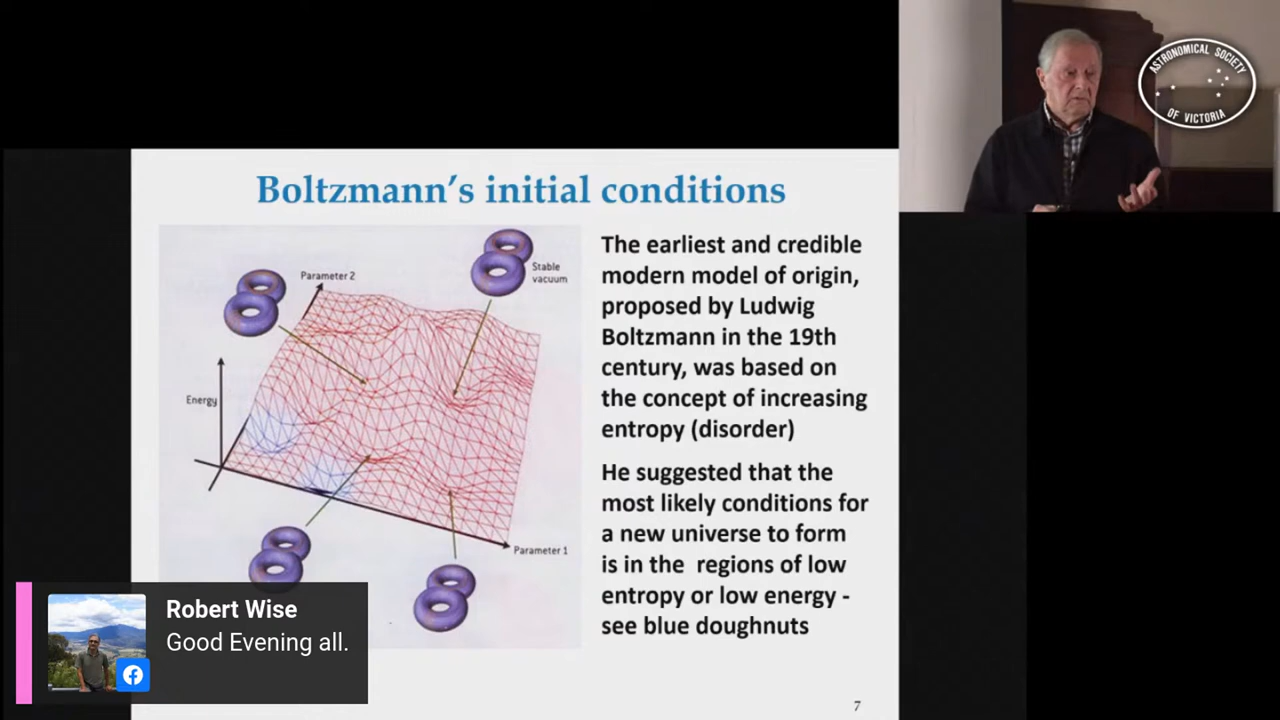 ASTRONOMICAL SOCIETY
OF VICTORIA
Boltzmann's initial conditions
Parameter 2
Stable
vacuum
Energy
Parameter 1
The earliest and credible
modern model of origin,
proposed by Ludwig
Boltzmann in the 19th
century, was based on
the concept of increasing
entropy (disorder)
He suggested that the
most likely conditions for
a new universe to form
is in the regions of low
entropy or low energy -
see blue doughnuts
Robert Wise
Good Evening all.
7